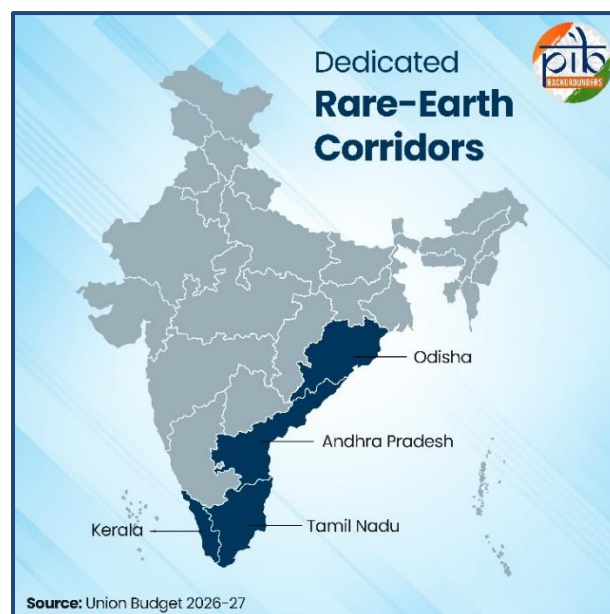 Dedicated
Rare-Earth
Corridors
pib
BACKGROUNDERS
Odisha
Andhra Pradesh
Kerala
Tamil Nadu
Source: Union Budget 2026-27